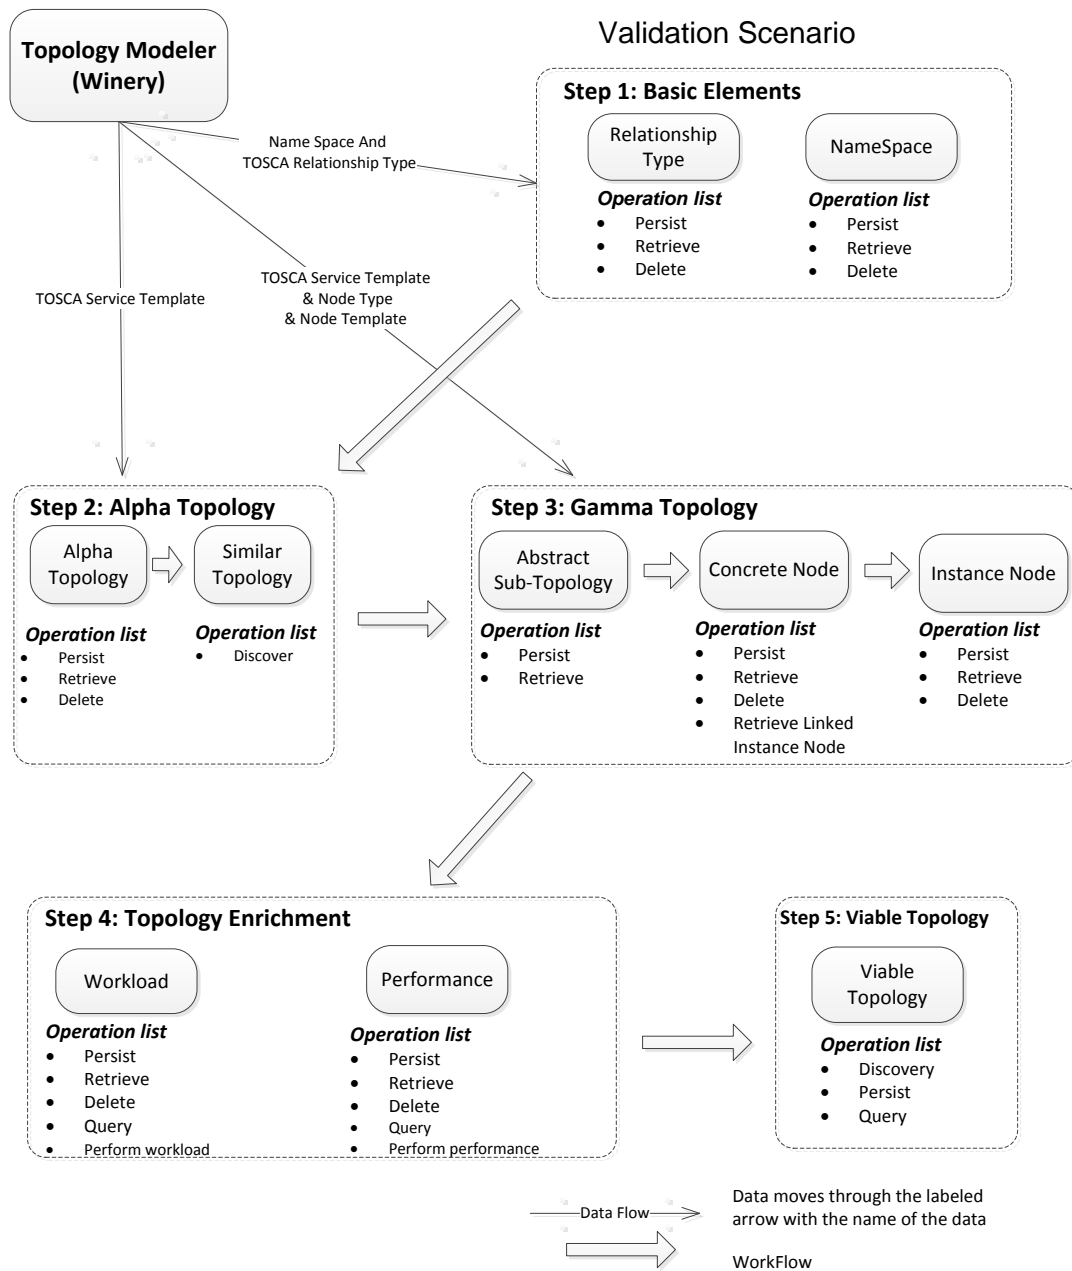 Topology Modeler
(Winery)
Validation Scenario
Step 1: Basic Elements
Relationship
Type
NameSpace
Operation list
• Persist
• Retrieve
• Delete
Operation list
• Persist
• Retrieve
• Delete
Name Space And
TOSCA Relationship Type
TOSCA Service Template
TOSCA Service Template
& Node Type
& Node Template
Step 2: Alpha Topology
Alpha
Topology
Similar
Topology
Operation list
• Persist
• Retrieve
• Delete
Operation list
• Discover
Step 3: Gamma Topology
Abstract
Sub-Topology
Concrete Node
Instance Node
Operation list
• Persist
• Retrieve
Operation list
• Persist
• Retrieve
• Delete
• Retrieve Linked
Instance Node
Operation list
• Persist
• Retrieve
• Delete
Step 4: Topology Enrichment
Workload
Performance
Operation list
• Persist
• Retrieve
• Delete
• Query
• Perform workload
Operation list
• Persist
• Retrieve
• Delete
• Query
• Perform performance
Step 5: Viable Topology
Viable
Topology
Operation list
• Discovery
• Persist
• Query
Data Flow
Data moves through the labeled
arrow with the name of the data
WorkFlow